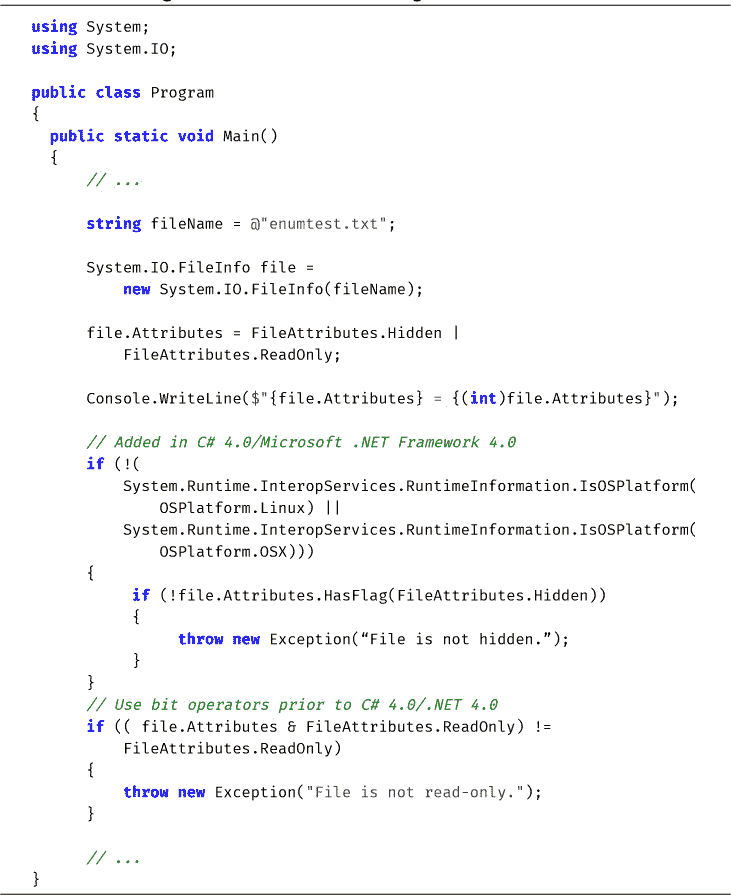 using System;
using System.IO;

public class Program
{
  public static void Main()
  {
      // ...

      string fileName = @"enumtest.txt";

      System.IO.FileInfo file =
          new System.IO.FileInfo(fileName);

      file.Attributes = FileAttributes.Hidden |
          FileAttributes.ReadOnly;

      Console.WriteLine($"{file.Attributes} = {(int)file.Attributes}");

      // Added in C# 4.0/Microsoft .NET Framework 4.0
      if (!(
          System.Runtime.InteropServices.RuntimeInformation.IsOSPlatform(
              OSPlatform.Linux) ||
          System.Runtime.InteropServices.RuntimeInformation.IsOSPlatform(
              OSPlatform.OSX)))
      {
           if (!file.Attributes.HasFlag(FileAttributes.Hidden))
           {
                throw new Exception(“File is not hidden.”);
           }
      }
      // Use bit operators prior to C# 4.0/.NET 4.0
      if (( file.Attributes & FileAttributes.ReadOnly) !=
          FileAttributes.ReadOnly)
      {
          throw new Exception("File is not read-only.");
      }

      // ...
}